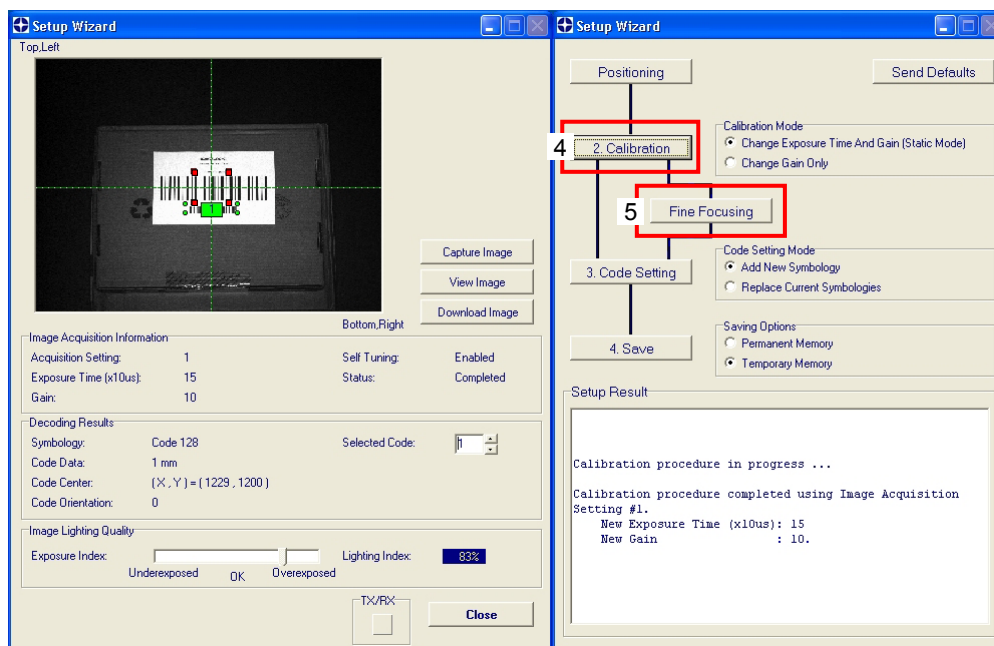 Setup Wizard
Top,Left
1
Capture Image
View Image
Download Image
Bottom,Right
Image Acquisition Information
Acquisition Setting: 1 Self Tuning: Enabled
Exposure Time (x10us): 15 Status: Completed
Gain: 10
Decoding Results
Symbology: Code 128 Selected Code: 1
Code Data: 1 mm
Code Center: ( X , Y ) = ( 1229 , 1200 )
Code Orientation: 0
Image Lighting Quality
Exposure Index: Lighting Index: 83%
Underexposed OK Overexposed
TX/RX
Close
Setup Wizard
Positioning Send Defaults
4 2. Calibration
Calibration Mode
Change Exposure Time And Gain (Static Mode)
Change Gain Only
5 Fine Focusing
3. Code Setting
Code Setting Mode
Add New Symbology
Replace Current Symbologies
4. Save
Saving Options
Permanent Memory
Temporary Memory
Setup Result
Calibration procedure in progress ...
Calibration procedure completed using Image Acquisition
Setting #1.
New Exposure Time (x10us): 15
New Gain : 10.